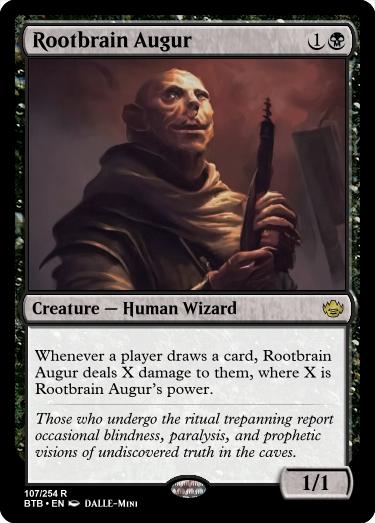 Rootbrain Augur 1
Creature — Human Wizard
Whenever a player draws a card, Rootbrain
Augur deals X damage to them, where X is
Rootbrain Augur's power.
Those who undergo the ritual trepanning report
occasional blindness, paralysis, and prophetic
visions of undiscovered truth in the caves.
1/1
107/254 R
BTB • EN DALLE-Mini